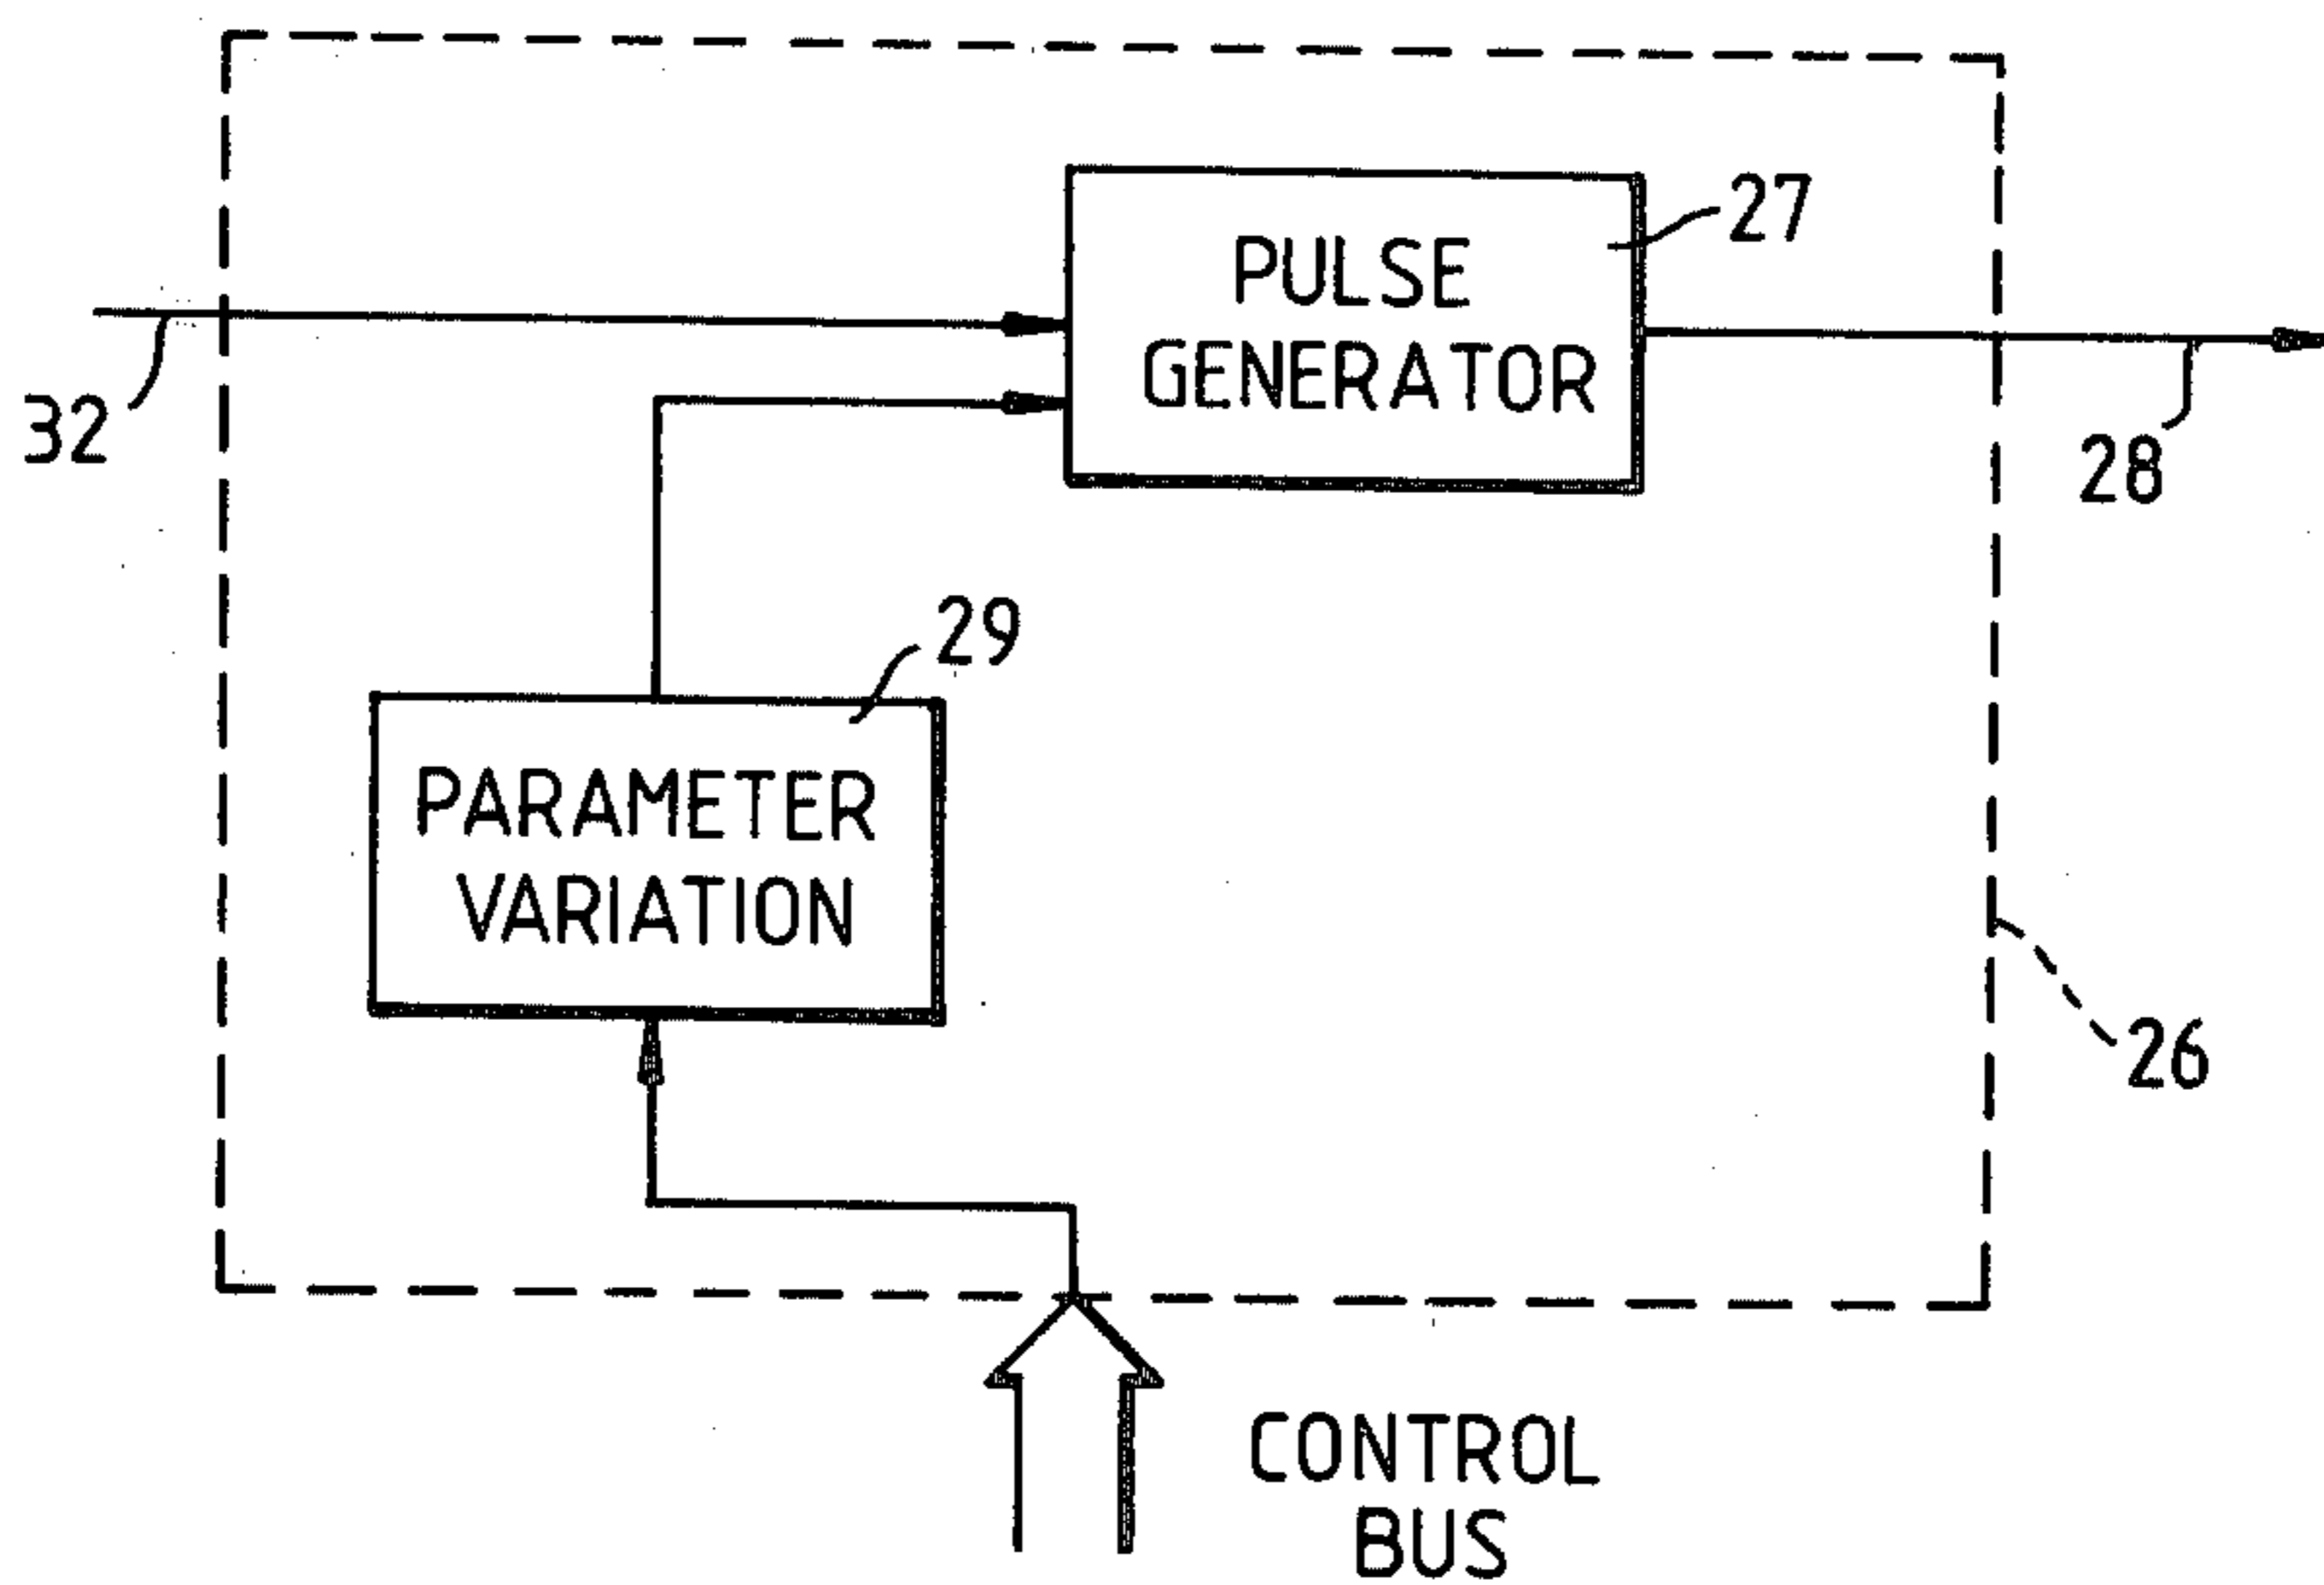 PULSE
GENERATOR
27
32
28
29
PARAMETER
VARIATION
26
CONTROL
BUS